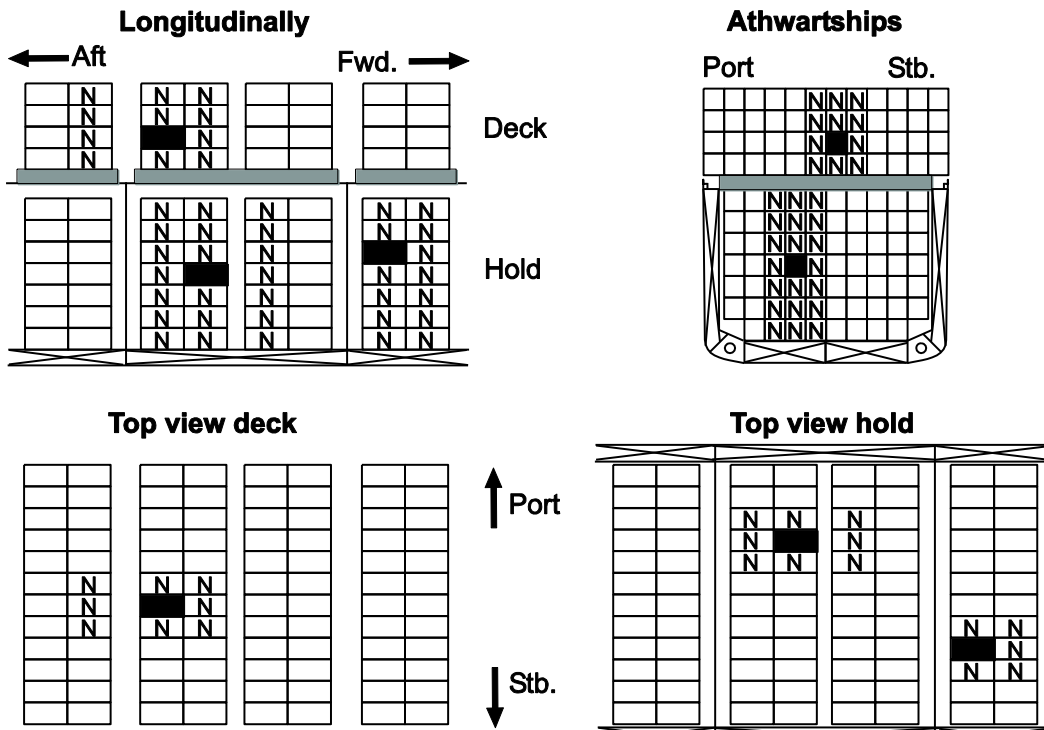 Longitudinally
Aft
Fwd.
N N N
N N N
N N
N N N
Deck
N N N N N
N N N N N
N N N N
N N N N
N N N N N
N N N N N
N N N N N
Hold
Athwartships
Port
Stb.
N N N
N N N
N N
N N N
N N N
N N N
N N N
N N
N N N
N N N
N N N
Top view deck
N N N
N N
N N N
Port
Stb.
Top view hold
N N N
N N
N N N
N N
N
N N